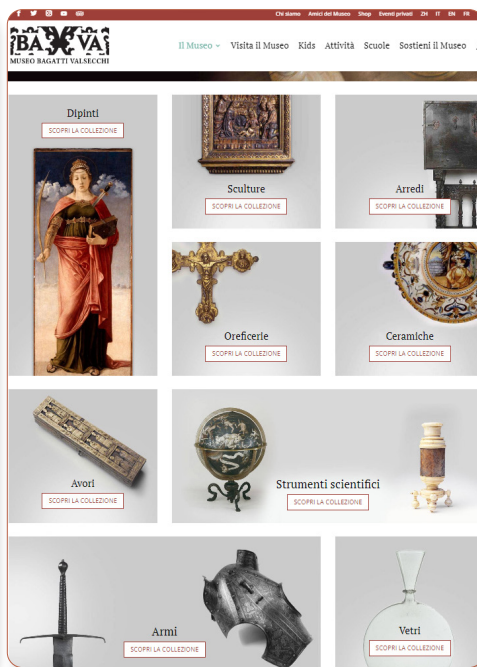 Chi siamo Amici del Museo Shop Eventi privati ZH IT EN FR
BA VA
MUSEO BAGATTI VALSECCHI
Il Museo Visita il Museo Kids Attività Scuole Sostieni il Museo
Dipinti
SCOPRI LA COLLEZIONE
Sculture
SCOPRI LA COLLEZIONE
Arredi
SCOPRI LA COLLEZIONE
Oreficerie
SCOPRI LA COLLEZIONE
Ceramiche
SCOPRI LA COLLEZIONE
Avori
SCOPRI LA COLLEZIONE
Strumenti scientifici
SCOPRI LA COLLEZIONE
Armi
SCOPRI LA COLLEZIONE
Vetri
SCOPRI LA COLLEZIONE